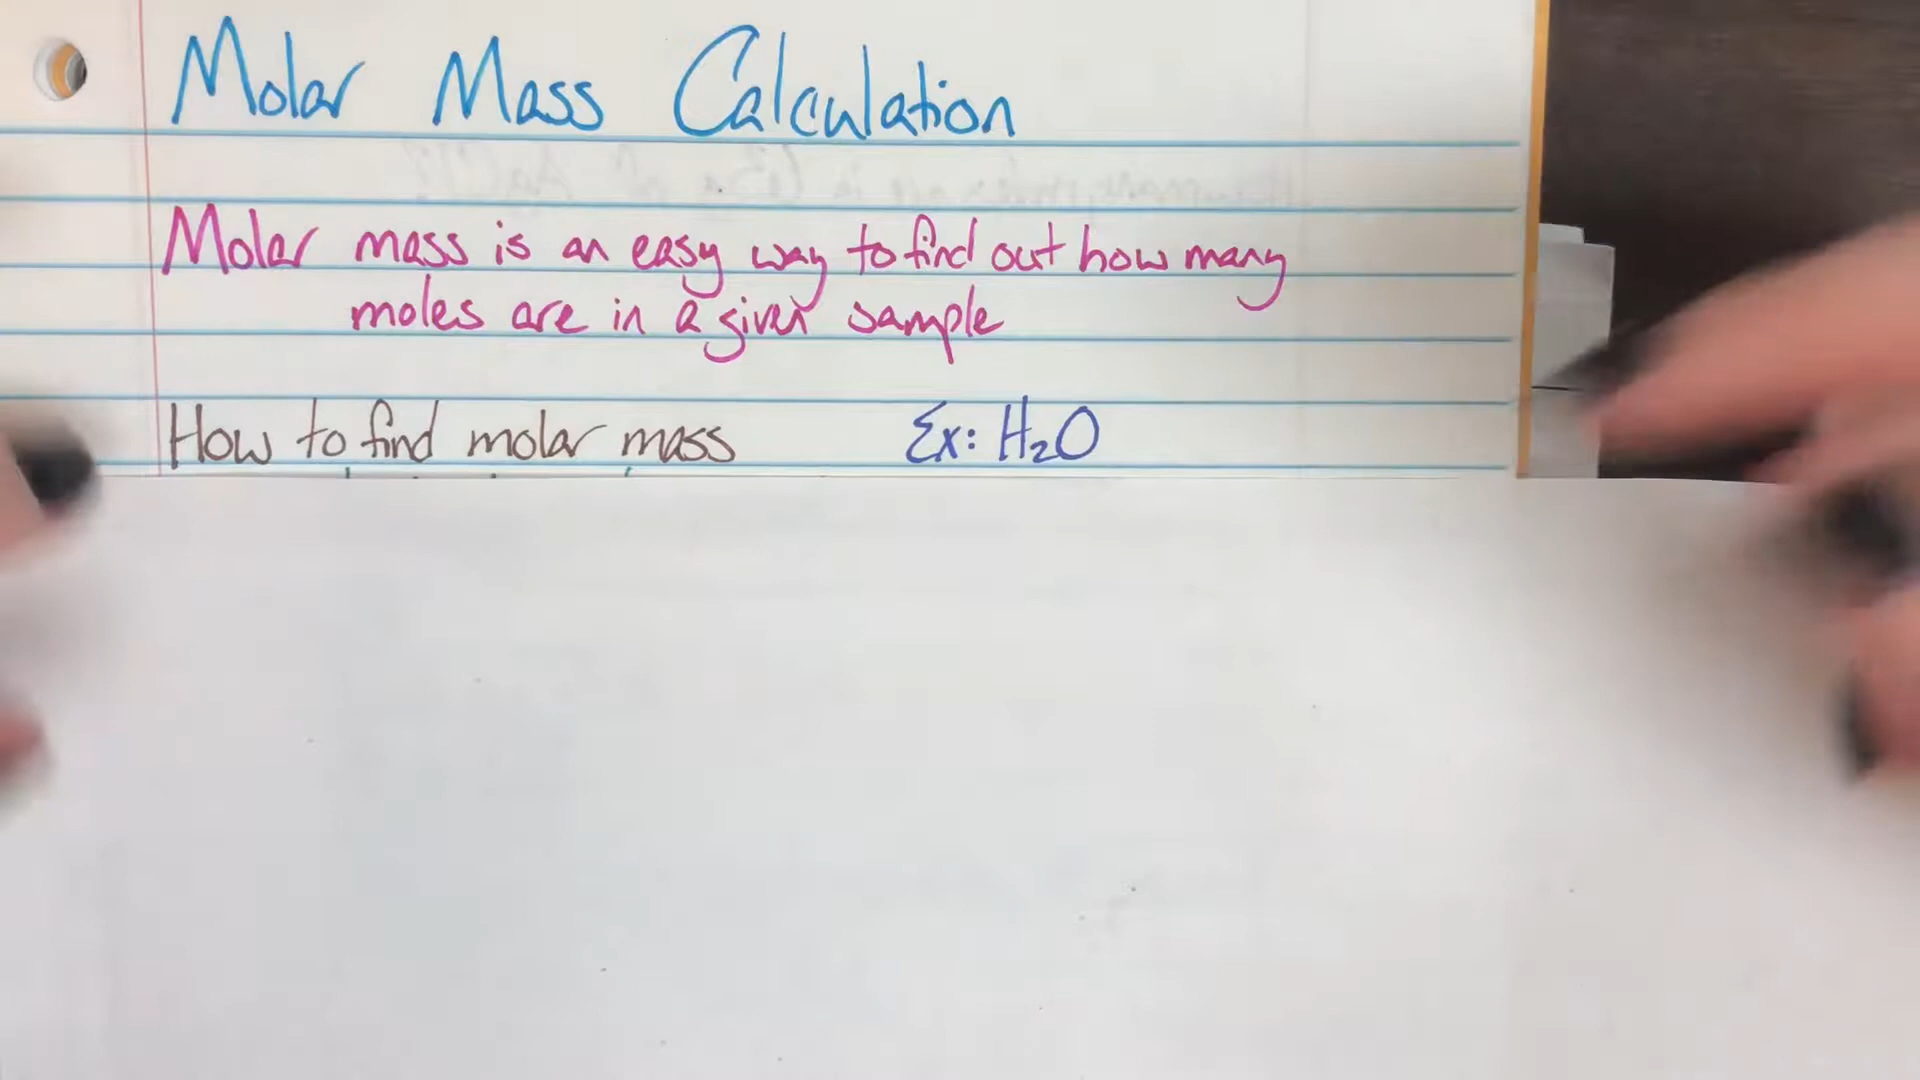 Molar Mass Calculation
Molar mass is an easy way to find out how many
moles are in a given sample
How to find molar mass Ex: H₂O